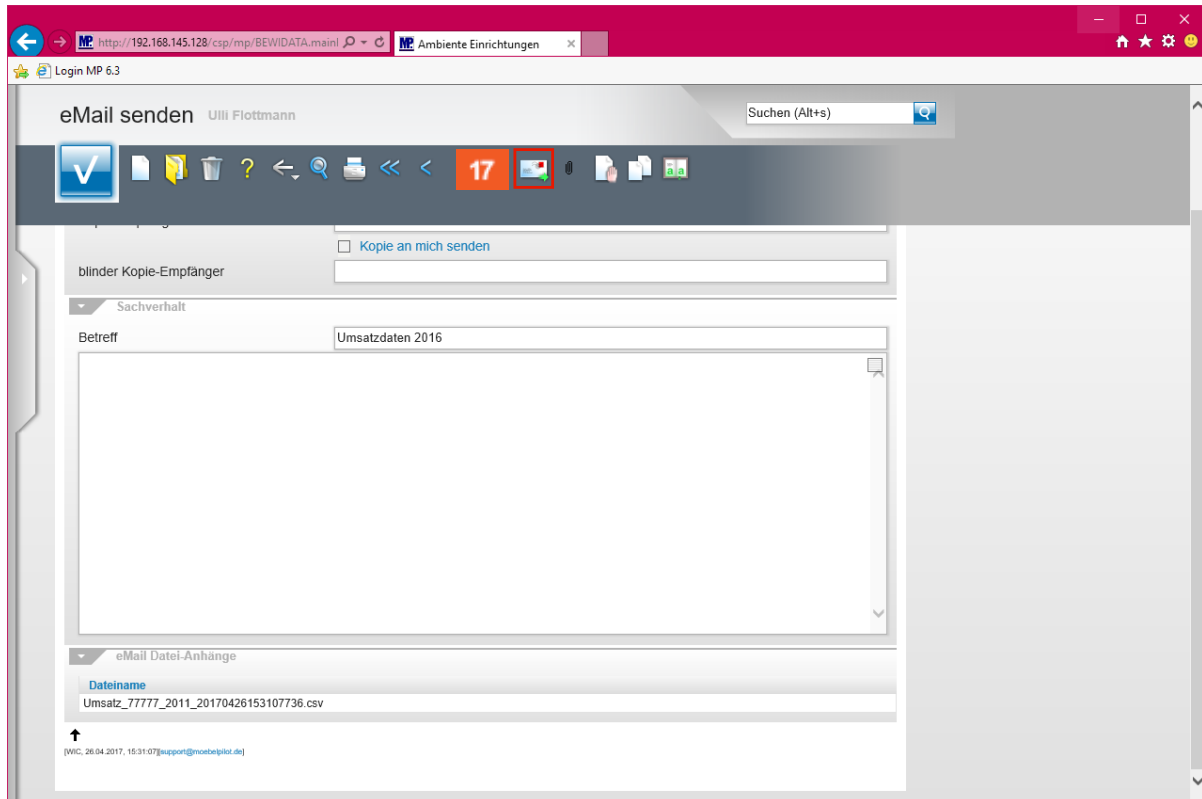 http://192.168.145.128/csp/mp/BEWIDATA.mainl
MP Ambiente Einrichtungen
Login MP 6.3
eMail senden Ulli Flottmann
Suchen (Alt+s)
17
Kopie an mich senden
blinder Kopie-Empfänger
Sachverhalt
Betreff
Umsatzdaten 2016
eMail Datei-Anhänge
Dateiname
Umsatz_77777_2011_20170426153107736.csv
[WIC, 26.04.2017, 15:31:07][support@moebelpilot.de]